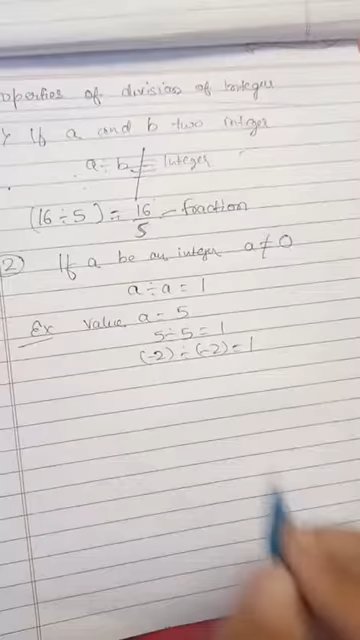 operties of division of Integer
If a and b two integer
a ÷ b ≠ Integer
(16 ÷ 5) = 16/5 - fraction
2) If a be an integer a ≠ 0
a ÷ a = 1
Ex value a = 5
5 ÷ 5 = 1
(-2) ÷ (-2) = 1